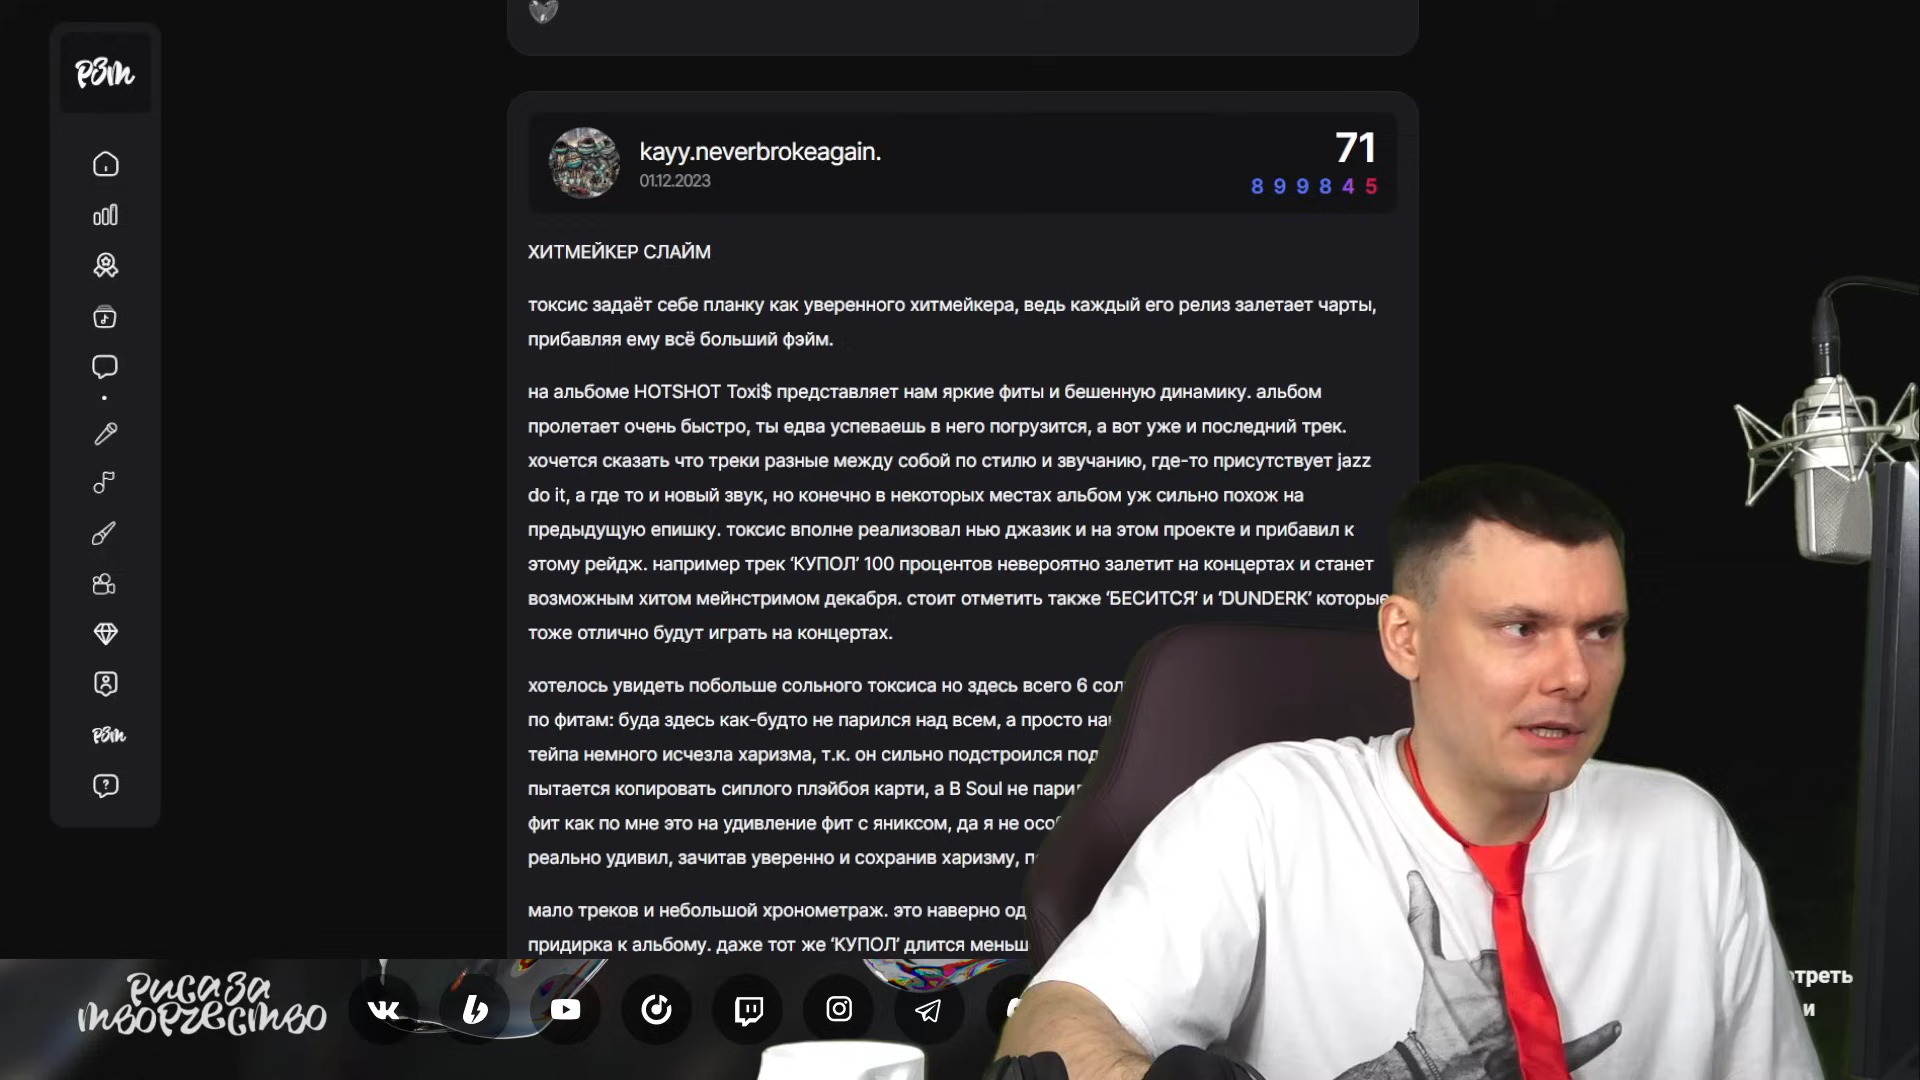 РЗТ
kayy.neverbrokeagain.
01.12.2023
71
8 9 9 8 4 5
ХИТМЕЙКЕР СЛАЙМ
токсис задаёт себе планку как уверенного хитмейкера, ведь каждый его релиз залетает чарты,
прибавляя ему всё больший фэйм.
на альбоме HOTSHOT Toxi$ представляет нам яркие фиты и бешенную динамику. альбом
пролетает очень быстро, ты едва успеваешь в него погрузится, а вот уже и последний трек.
хочется сказать что треки разные между собой по стилю и звучанию, где-то присутствует jazz
do it, а где то и новый звук, но конечно в некоторых местах альбом уж сильно похож на
предыдущую епишку. токсис вполне реализовал нью джазик и на этом проекте и прибавил к
этому рейдж. например трек ‘КУПОЛ’ 100 процентов невероятно залетит на концертах и станет
возможным хитом мейнстримом декабря. стоит отметить также ‘БЕСИТСЯ’ и ‘DUNDERK’ которые
тоже отлично будут играть на концертах.
хотелось увидеть побольше сольного токсиса но здесь всего 6
по фитам: буда здесь как-будто не парился над всем, а просто
тейпа немного исчезла харизма, т.к. он сильно подстроился
пытается копировать сиплого плэйбоя карти, а B Soul не
фит как по мне это на удивление фит с яниксом, да я не
реально удивил, зачитав уверенно и сохранив харизму,
мало треков и небольшой хронометраж. это наверно
придирка к альбому. даже тот же ‘КУПОЛ’ длится
РЗТ
РИСАЗА
ТВОРЧЕСТВО
и